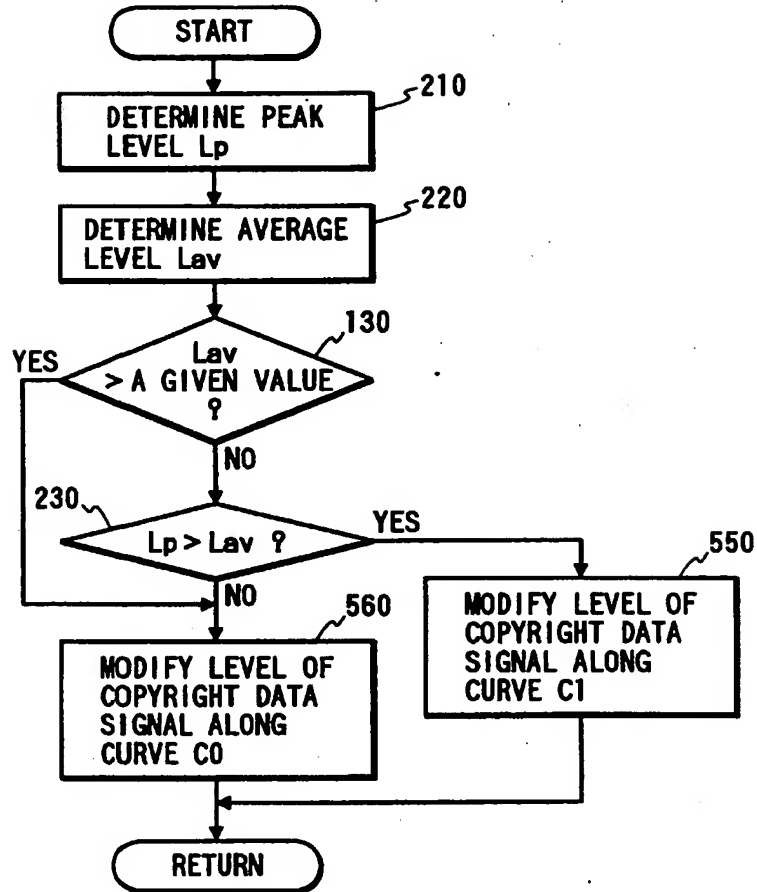 START
210
DETERMINE PEAK
LEVEL Lp
220
DETERMINE AVERAGE
LEVEL Lav
130
YES
Lav
> A GIVEN VALUE
?
NO
230
YES
Lp > Lav ?
550
NO
560
MODIFY LEVEL OF
COPYRIGHT DATA
SIGNAL ALONG
CURVE C1
MODIFY LEVEL OF
COPYRIGHT DATA
SIGNAL ALONG
CURVE C0
RETURN